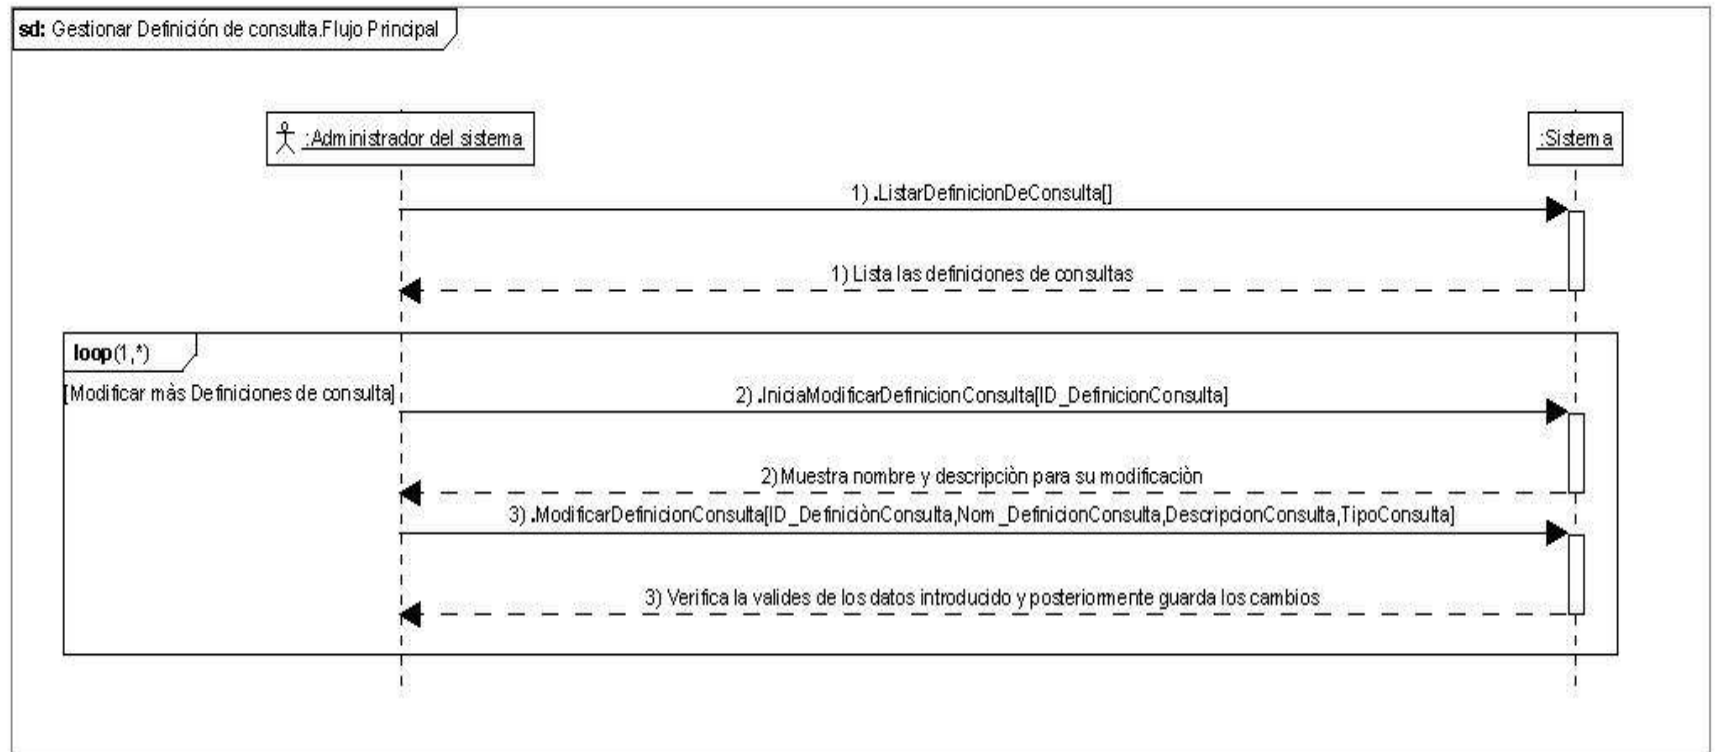 sd: Gestionar Definición de consulta.Flujo Principal
:Administrador del sistema
:Sistema
1) .ListarDefinicionDeConsulta[]
1) Lista las definiciones de consultas
loop(1,*)
[Modificar màs Definiciones de consulta]
2) .IniciaModificarDefinicionConsulta[ID_DefinicionConsulta]
2)Muestra nombre y descripciòn para su modificaciòn
3) .ModificarDefinicionConsulta[ID_DefiniciònConsulta,Nom_DefinicionConsulta,DescripcionConsulta,TipoConsulta]
3) Verifica la valides de los datos introducido y posteriormente guarda los cambios